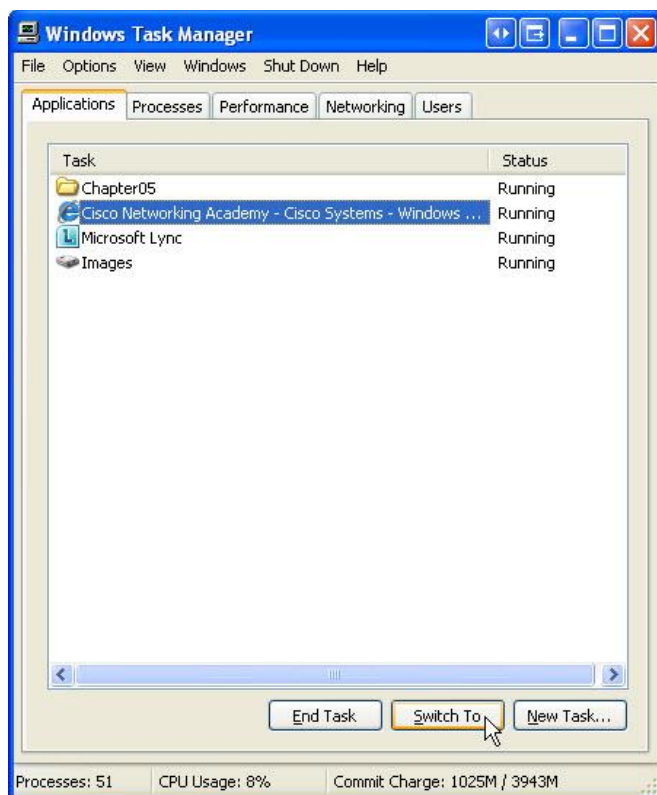 Windows Task Manager
File Options View Windows Shut Down Help
Applications Processes Performance Networking Users
Task Status
Chapter05 Running
Cisco Networking Academy - Cisco Systems - Windows ... Running
Microsoft Lync Running
Images Running
End Task Switch To New Task...
Processes: 51 CPU Usage: 8% Commit Charge: 1025M / 3943M